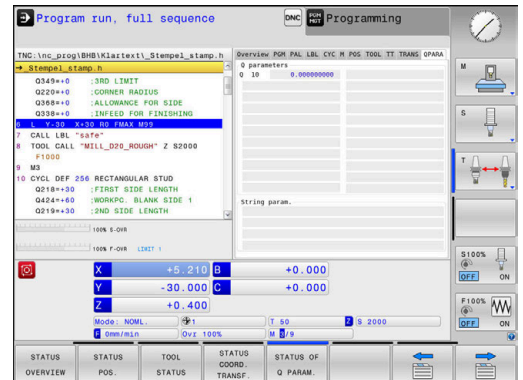 Program run, full sequence
DNC
PGM MGT
Programming
TNC:\nc_prog\BHB\Klartext\_Stempel_stamp.h
→_Stempel_stamp.h
Q349=+0 ;3RD LIMIT
Q220=+0 ;CORNER RADIUS
Q368=+0 ;ALLOWANCE FOR SIDE
Q338=+0 ;INFEED FOR FINISHING
6 L Y-30 X+30 R0 FMAX M99
7 CALL LBL "safe"
8 TOOL CALL "MILL_D20_ROUGH" Z S2000
F1000
9 M3
10 CYCL DEF 256 RECTANGULAR STUD
Q218=+30 ;FIRST SIDE LENGTH
Q424=+60 ;WORKPC. BLANK SIDE 1
Q219=+30 ;2ND SIDE LENGTH
Overview PGM PAL LBL CYC M POS TOOL TT TRANS QPARA
Q parameters
Q 10 0.000000000
String param.
100% S-OVR
100% F-OVR LIMIT 1
X +5.210 B +0.000
Y -30.000 C +0.000
Z +0.400
Mode: NOML. 1 T 50 Z S 2000
F 0mm/min Ovr 100% M 5/9
M
S
T
S100%
OFF ON
F100%
OFF ON
STATUS OVERVIEW
STATUS POS.
TOOL STATUS
STATUS COORD. TRANSF.
STATUS OF Q PARAM.